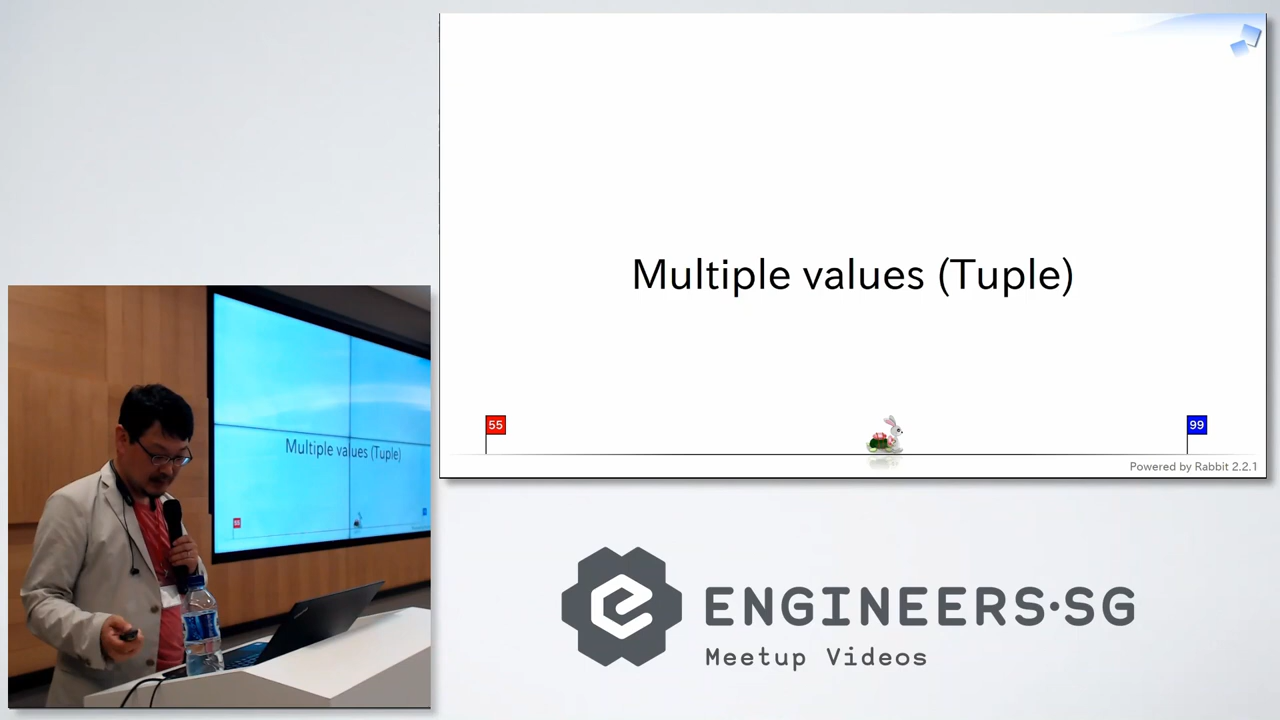 Multiple values (Tuple)
55
99
Powered by Rabbit 2.2.1
Multiple values (Tuple)
ENGINEERS·SG
Meetup Videos